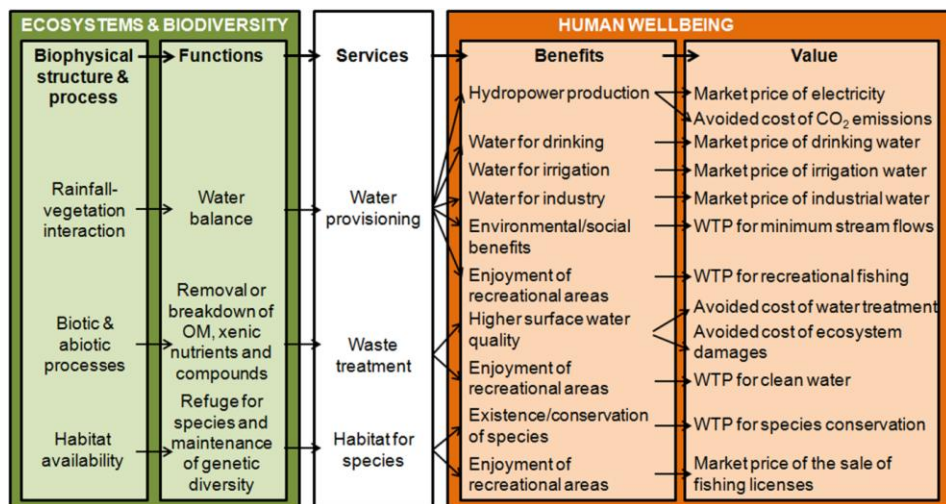 ECOSYSTEMS & BIODIVERSITY
HUMAN WELLBEING
Biophysical
structure &
process
Functions
Services
Benefits
Value
Rainfall-
vegetation
interaction
Water
balance
Water
provisioning
Hydropower production
Market price of electricity
Avoided cost of CO₂ emissions
Water for drinking
Market price of drinking water
Water for irrigation
Market price of irrigation water
Water for industry
Market price of industrial water
Environmental/social
benefits
WTP for minimum stream flows
Enjoyment of
recreational areas
WTP for recreational fishing
Biotic &
abiotic
processes
Removal or
breakdown of
OM, xenic
nutrients and
compounds
Waste
treatment
Higher surface water
quality
Avoided cost of water treatment
Avoided cost of ecosystem
damages
Enjoyment of
recreational areas
WTP for clean water
Habitat
availability
Refuge for
species and
maintenance
of genetic
diversity
Habitat for
species
Existence/conservation
of species
WTP for species conservation
Enjoyment of
recreational areas
Market price of the sale of
fishing licenses